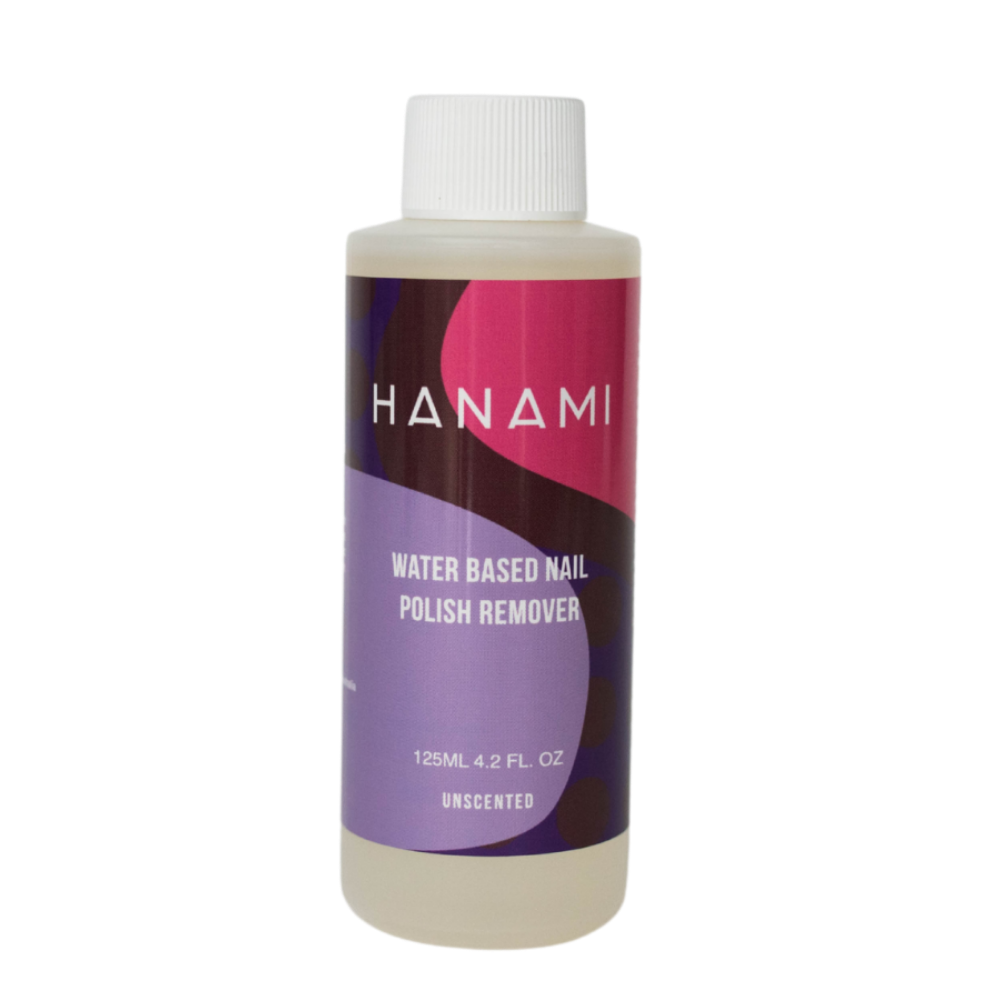 HANAMI
WATER BASED NAIL
POLISH REMOVER
125ML 4.2 FL. OZ
UNSCENTED